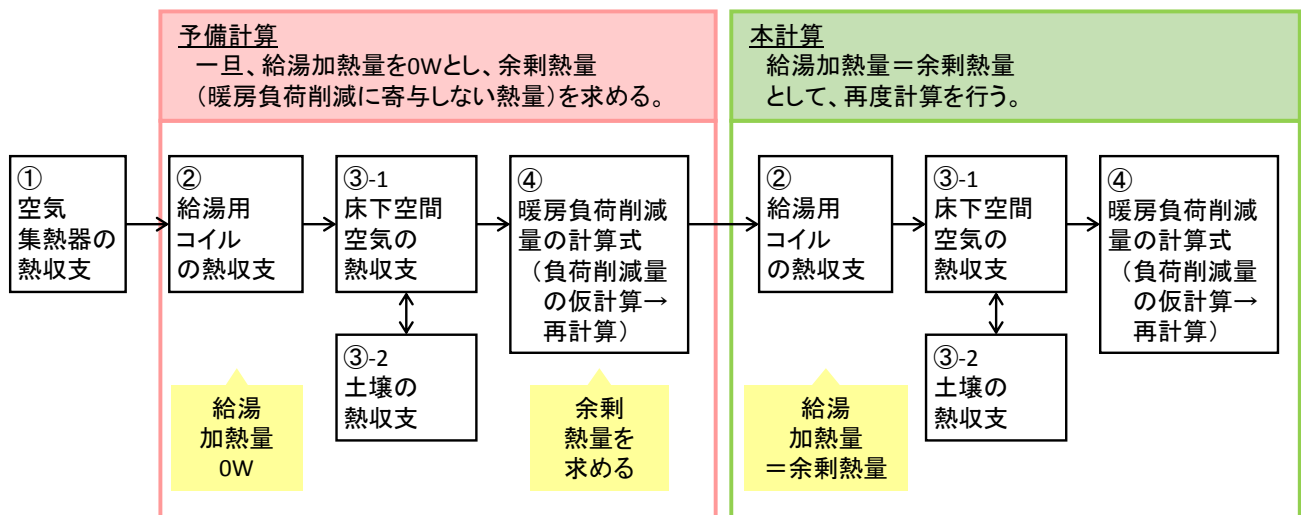 予備計算
一旦、給湯加熱量を0Wとし、余剰熱量
(暖房負荷削減に寄与しない熱量)を求める。
本計算
給湯加熱量=余剰熱量
として、再度計算を行う。
①
空気
集熱器の
熱収支
②
給湯用
コイル
の熱収支
③-1
床下空間
空気の
熱収支
④
暖房負荷削減
量の計算式
(負荷削減量
の仮計算→
再計算)
②
給湯用
コイル
の熱収支
③-1
床下空間
空気の
熱収支
④
暖房負荷削減
量の計算式
(負荷削減量
の仮計算→
再計算)
③-2
土壌の
熱収支
③-2
土壌の
熱収支
給湯
加熱量
0W
余剰
熱量を
求める
給湯
加熱量
=余剰熱量